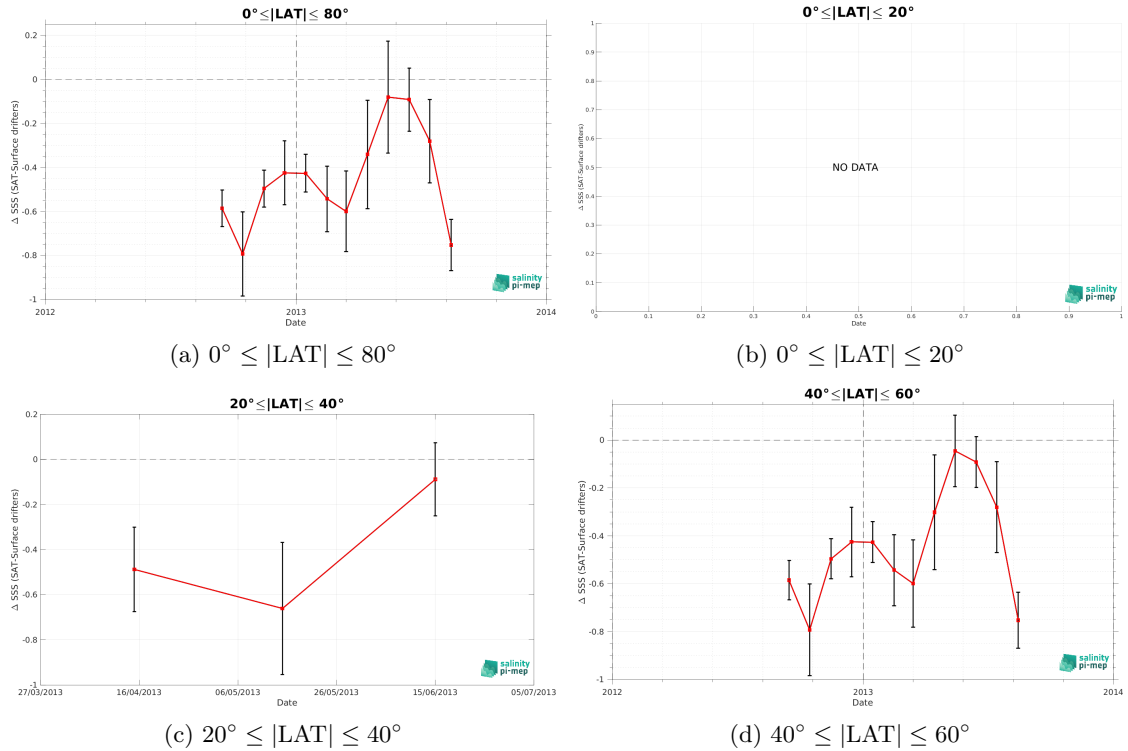 0°≤|LAT|≤ 80°
0.2
0
-0.2
-0.4
-0.6
-0.8
-1
Δ SSS (SAT-Surface drifters)
2012
2013
2014
Date
salinity
pi-mep
(a) 0° ≤ |LAT| ≤ 80°
0°≤|LAT|≤ 20°
1
0.9
0.8
0.7
0.6
0.5
0.4
0.3
0.2
0.1
0
Δ SSS (SAT-Surface drifters)
NO DATA
0
0.1
0.2
0.3
0.4
0.5
0.6
0.7
0.8
0.9
1
Date
salinity
pi-mep
(b) 0° ≤ |LAT| ≤ 20°
20°≤|LAT|≤ 40°
0.2
0
-0.2
-0.4
-0.6
-0.8
-1
Δ SSS (SAT-Surface drifters)
27/03/2013
16/04/2013
06/05/2013
26/05/2013
15/06/2013
05/07/2013
Date
salinity
pi-mep
(c) 20° ≤ |LAT| ≤ 40°
40°≤|LAT|≤ 60°
0
-0.2
-0.4
-0.6
-0.8
-1
Δ SSS (SAT-Surface drifters)
2012
2013
2014
Date
salinity
pi-mep
(d) 40° ≤ |LAT| ≤ 60°